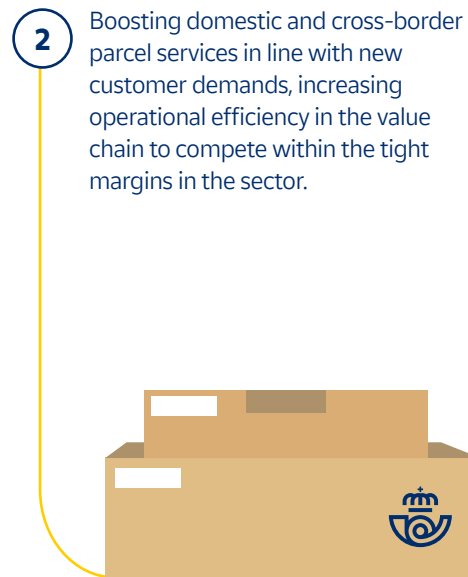 2
Boosting domestic and cross-border
parcel services in line with new
customer demands, increasing
operational efficiency in the value
chain to compete within the tight
margins in the sector.